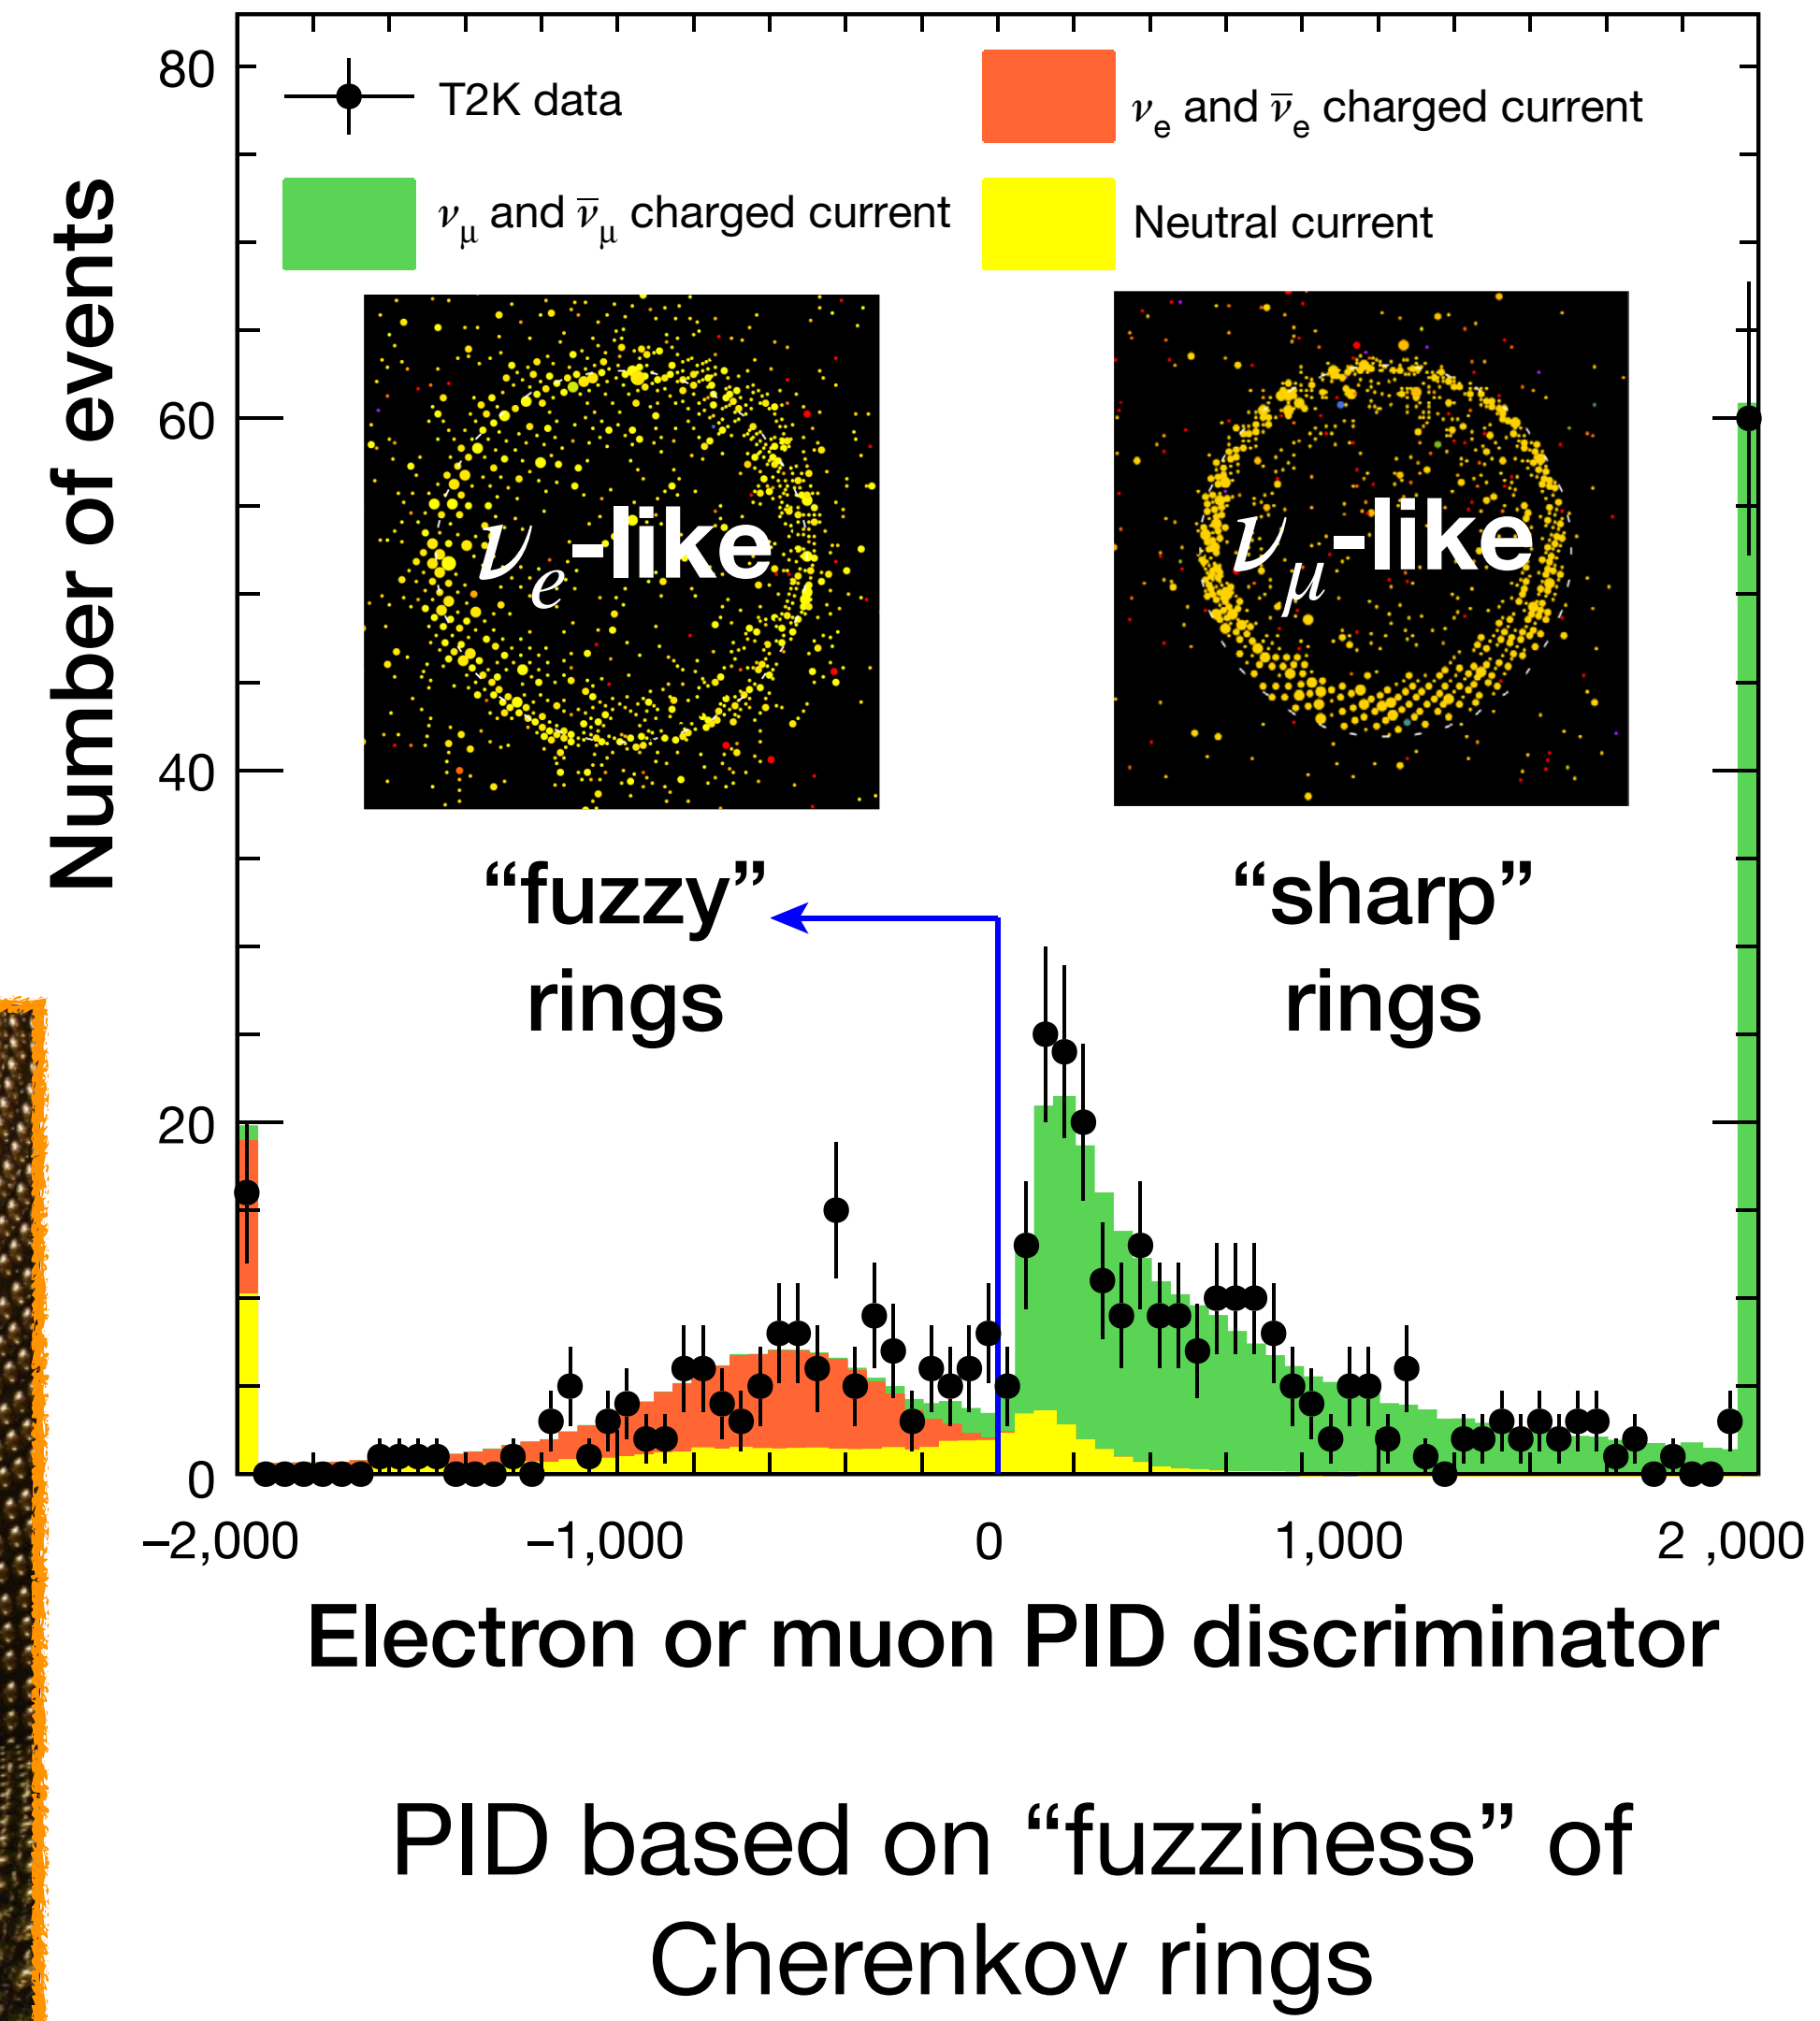 80
T2K data
νe and ν̅e charged current
νμ and ν̅μ charged current
Neutral current
Number of events
60
νe-like
νμ-like
40
“fuzzy”
rings
“sharp”
rings
20
0
–2,000
–1,000
0
1,000
2 ,000
Electron or muon PID discriminator
PID based on “fuzziness” of
Cherenkov rings